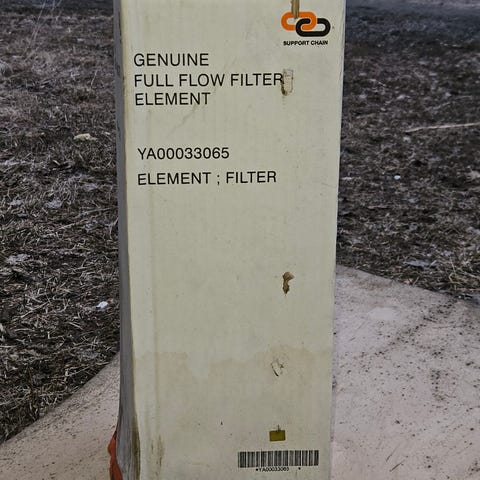 SUPPORT CHAIN
GENUINE
FULL FLOW FILTER
ELEMENT
YA00033065
ELEMENT ; FILTER
*YA00033065 *